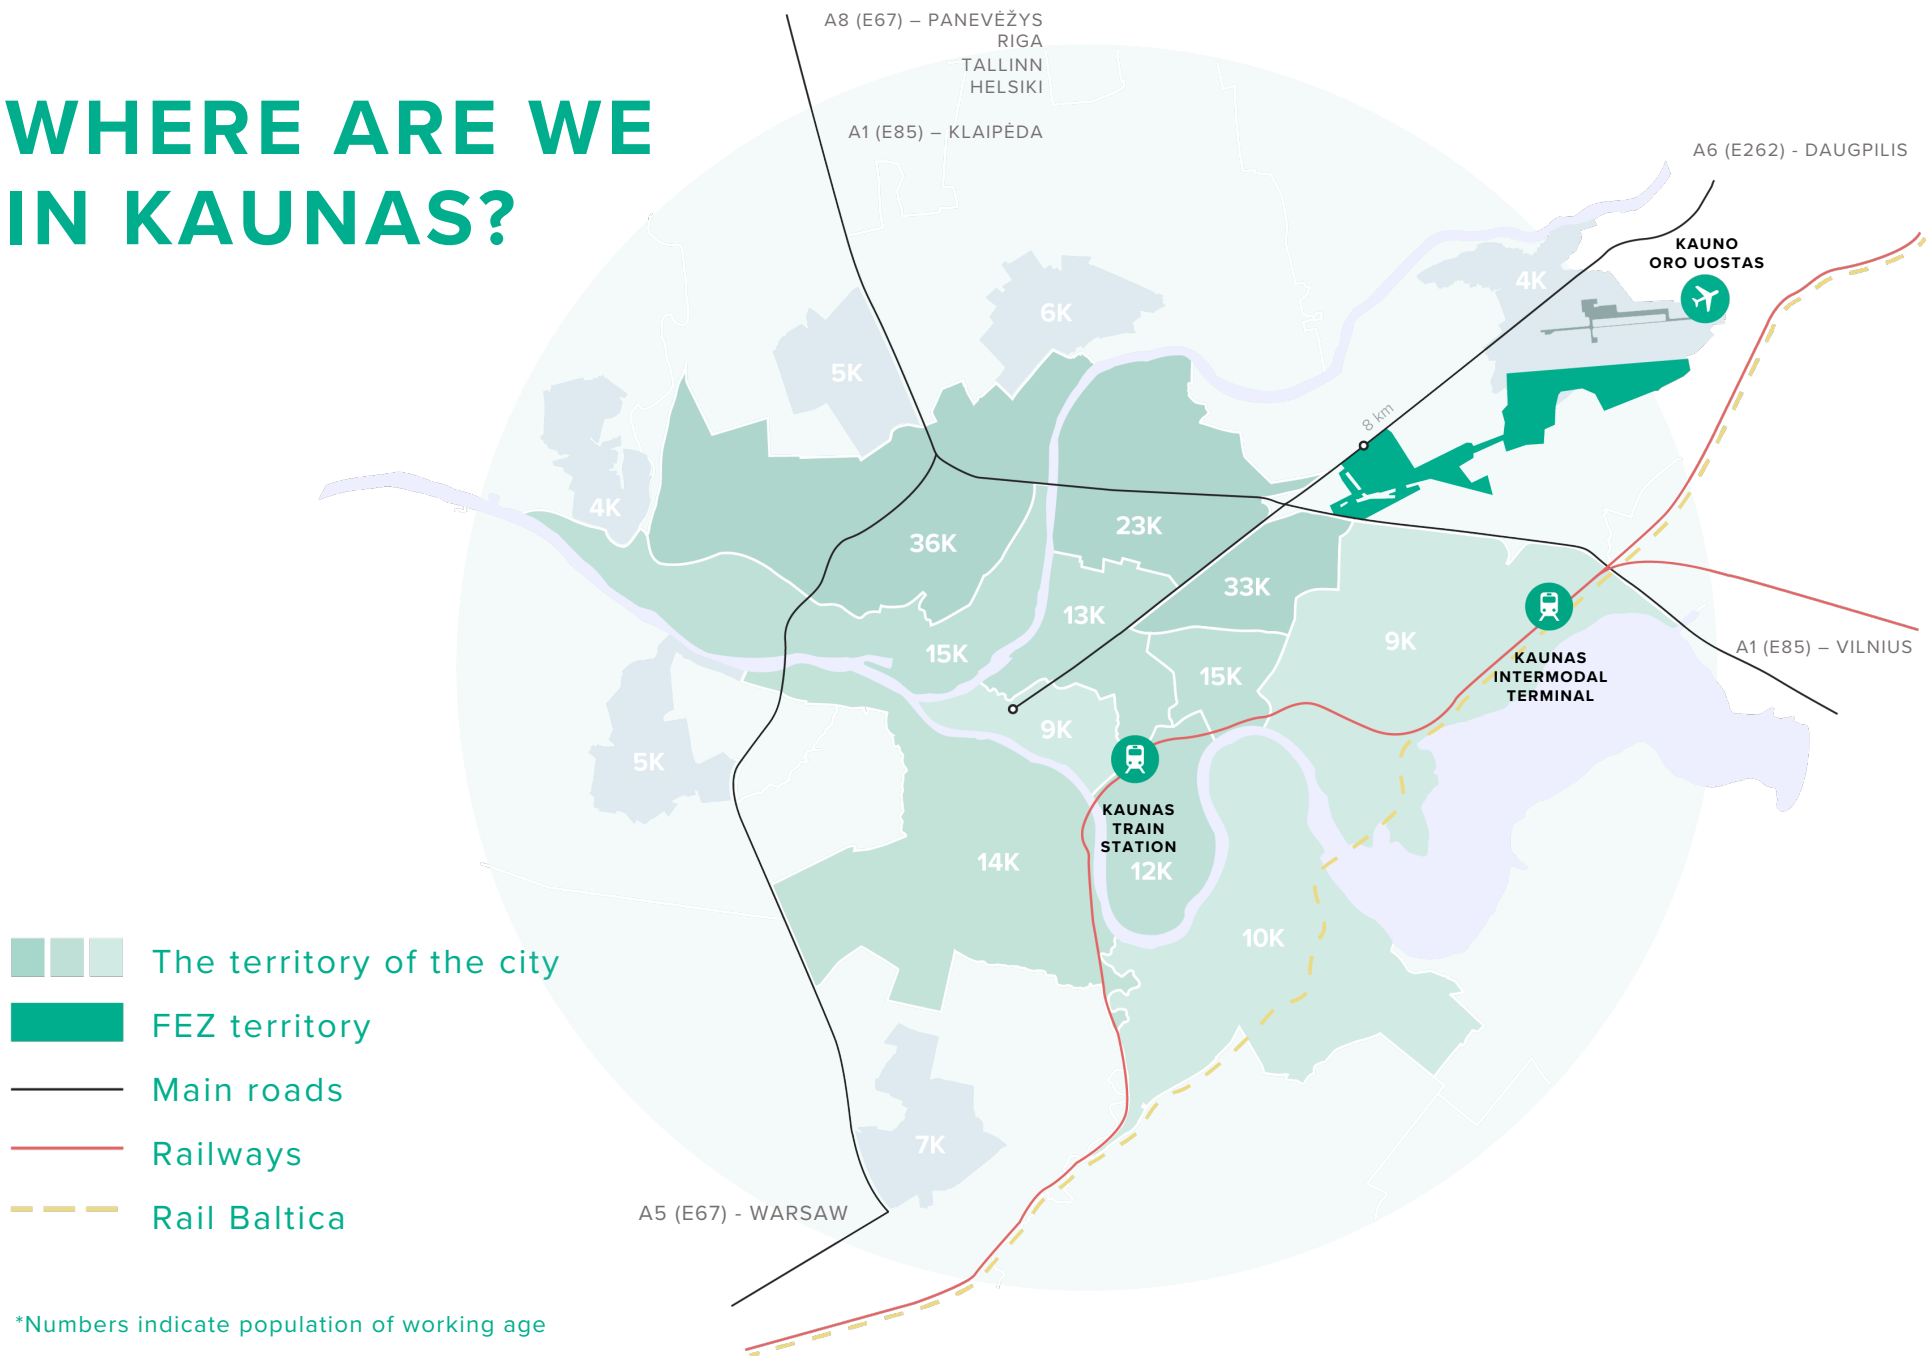 WHERE ARE WE
IN KAUNAS?
A8 (E67) – PANEVĖŽYS
RIGA
TALLINN
HELSIKI
A1 (E85) – KLAIPĖDA
A6 (E262) - DAUGPILIS
KAUNO
ORO UOSTAS
4K
6K
5K
8 km
4K
36K
23K
33K
13K
15K
9K
15K
A1 (E85) – VILNIUS
KAUNAS
INTERMODAL
TERMINAL
9K
5K
KAUNAS
TRAIN
STATION
14K
12K
10K
7K
A5 (E67) - WARSAW
The territory of the city
FEZ territory
Main roads
Railways
Rail Baltica
*Numbers indicate population of working age